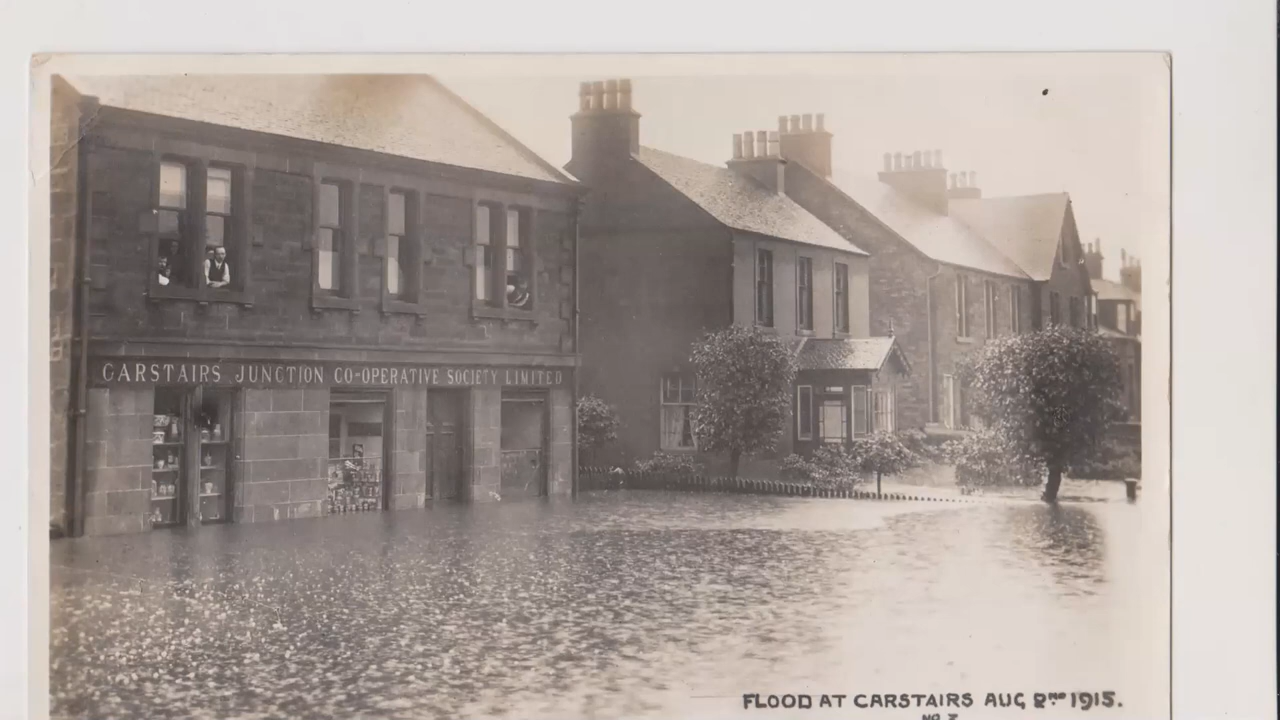 CARSTAIRS JUNCTION CO-OPERATIVE SOCIETY LIMITED
FLOOD AT CARSTAIRS AUG 2ND 1915.